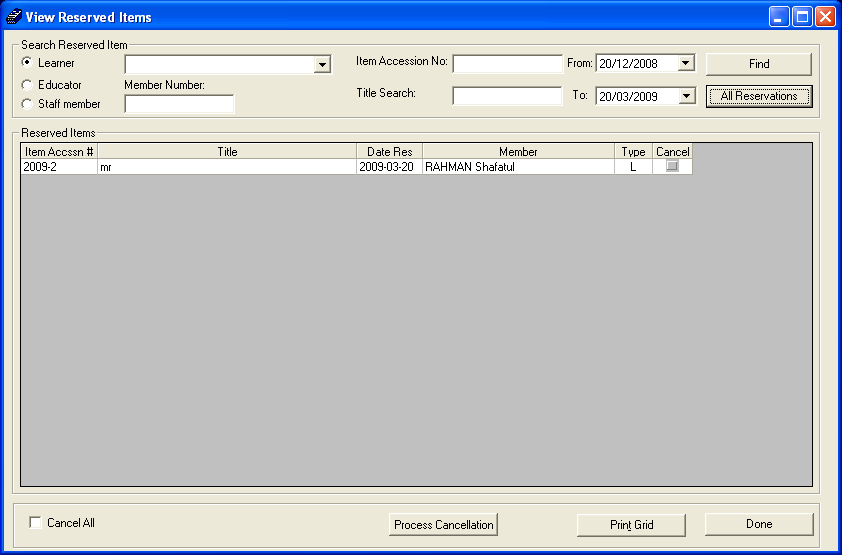 View Reserved Items
Search Reserved Item
Learner
Educator
Staff member
Member Number:
Item Accession No:
Title Search:
From: 20/12/2008
To: 20/03/2009
Find
All Reservations
Reserved Items
Item Accssn # Title Date Res Member Type Cancel
2009-2 mr 2009-03-20 RAHMAN Shafatul L
Cancel All
Process Cancellation
Print Grid
Done